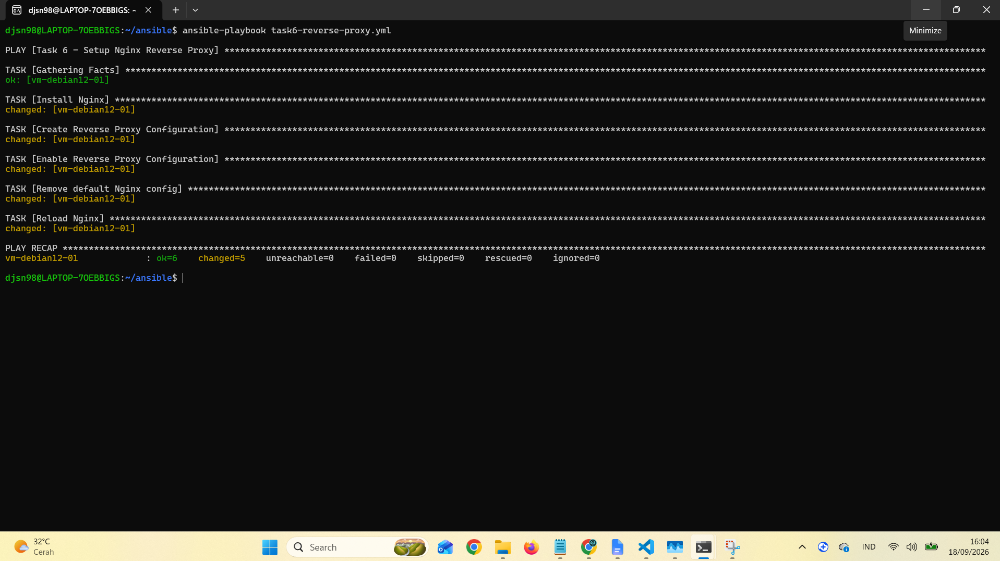 djsn98@LAPTOP-7OEBBIGS: ~
Minimize
djsn98@LAPTOP-7OEBBIGS:~/ansible$ ansible-playbook task6-reverse-proxy.yml
PLAY [Task 6 - Setup Nginx Reverse Proxy] **************************************************************************************************************************************************
TASK [Gathering Facts] *********************************************************************************************************************************************************************
ok: [vm-debian12-01]
TASK [Install Nginx] ***********************************************************************************************************************************************************************
changed: [vm-debian12-01]
TASK [Create Reverse Proxy Configuration] **************************************************************************************************************************************************
changed: [vm-debian12-01]
TASK [Enable Reverse Proxy Configuration] **************************************************************************************************************************************************
changed: [vm-debian12-01]
TASK [Remove default Nginx config] *********************************************************************************************************************************************************
changed: [vm-debian12-01]
TASK [Reload Nginx] ************************************************************************************************************************************************************************
changed: [vm-debian12-01]
PLAY RECAP *********************************************************************************************************************************************************************************
vm-debian12-01             : ok=6    changed=5    unreachable=0    failed=0    skipped=0    rescued=0    ignored=0
djsn98@LAPTOP-7OEBBIGS:~/ansible$
32°C
Cerah
Search
IND
16:04
18/09/2026